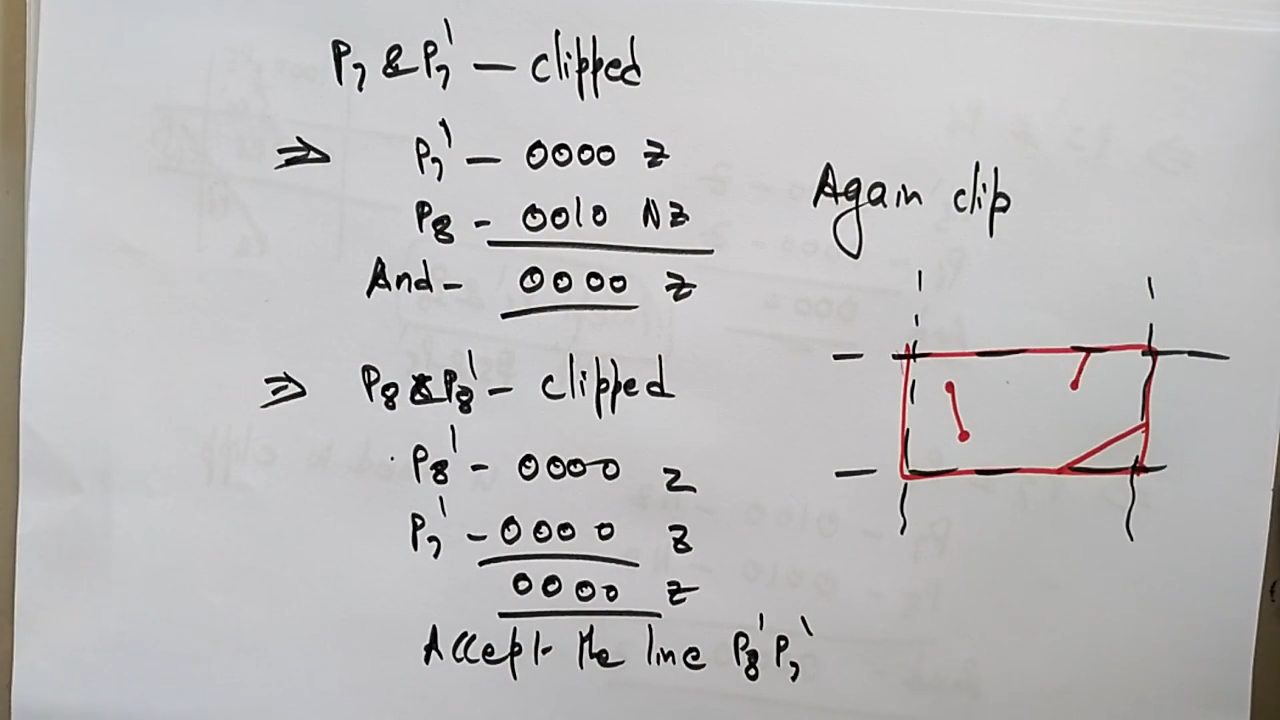 P7 & P7' – clipped
⇒ P7' – 0000 Z
P8 - 0010 NZ
And- 0000 Z
Again clip
⇒ P8 & P8' – clipped
P8' - 0000 Z
P7' - 0000 Z
0000 Z
Accept the line P8' P7'